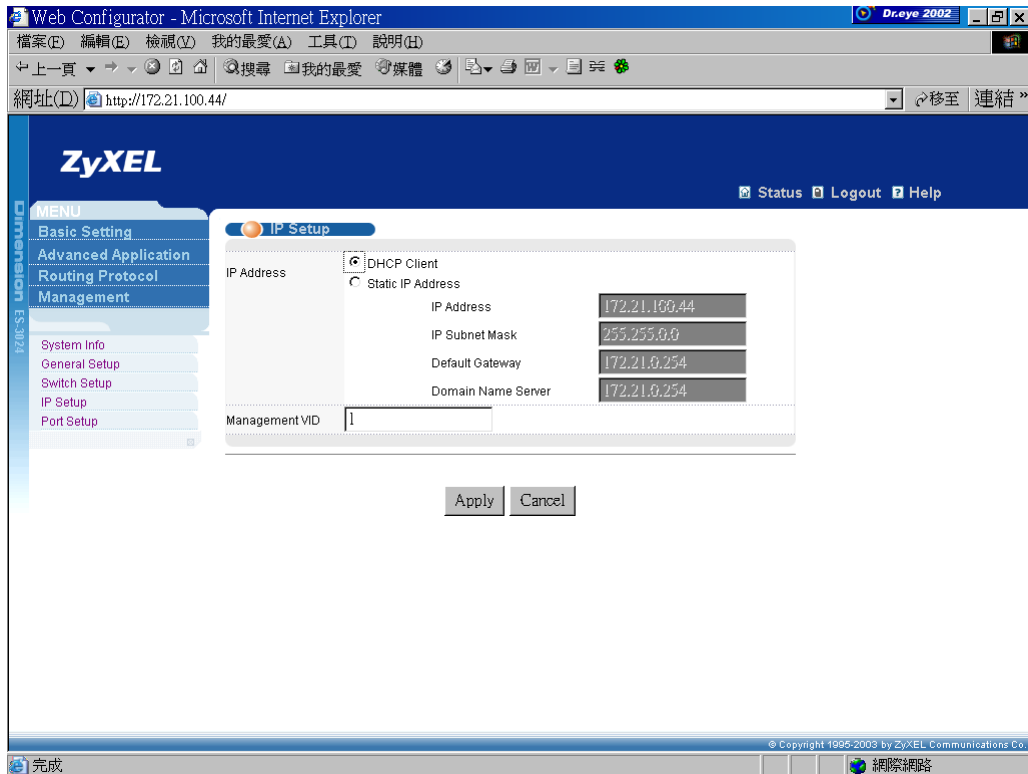 Web Configurator - Microsoft Internet Explorer
Dr.eye 2002
檔案(F) 編輯(E) 檢視(V) 我的最愛(A) 工具(T) 說明(H)
上一頁 搜尋 我的最愛 媒體
網址(D) http://172.21.100.44/ 移至 連結 »
ZyXEL
Status Logout Help
Dimension ES-3024
MENU
Basic Setting
Advanced Application
Routing Protocol
Management
System Info
General Setup
Switch Setup
IP Setup
Port Setup
IP Setup
IP Address
DHCP Client
Static IP Address
IP Address 172.21.100.44
IP Subnet Mask 255.255.0.0
Default Gateway 172.21.0.254
Domain Name Server 172.21.0.254
Management VID 1
Apply Cancel
© Copyright 1995-2003 by ZyXEL Communications Co.
完成 網際網路